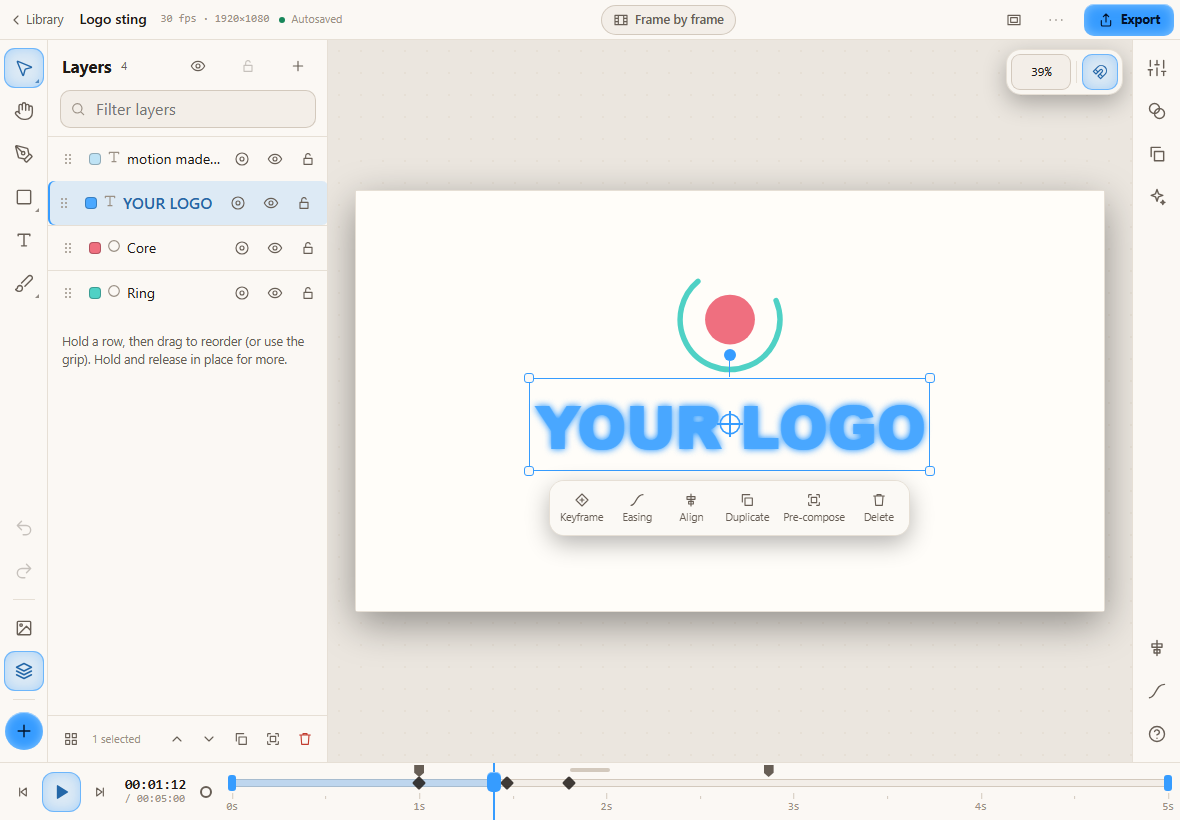 Library
Logo sting
30 fps · 1920×1080
Autosaved
Frame by frame
Export
Layers 4
Filter layers
motion made...
YOUR LOGO
Core
Ring
Hold a row, then drag to reorder (or use the
grip). Hold and release in place for more.
39%
YOUR LOGO
Keyframe
Easing
Align
Duplicate
Pre-compose
Delete
1 selected
00:01:12
/ 00:05:00
0s
1s
2s
3s
4s
5s